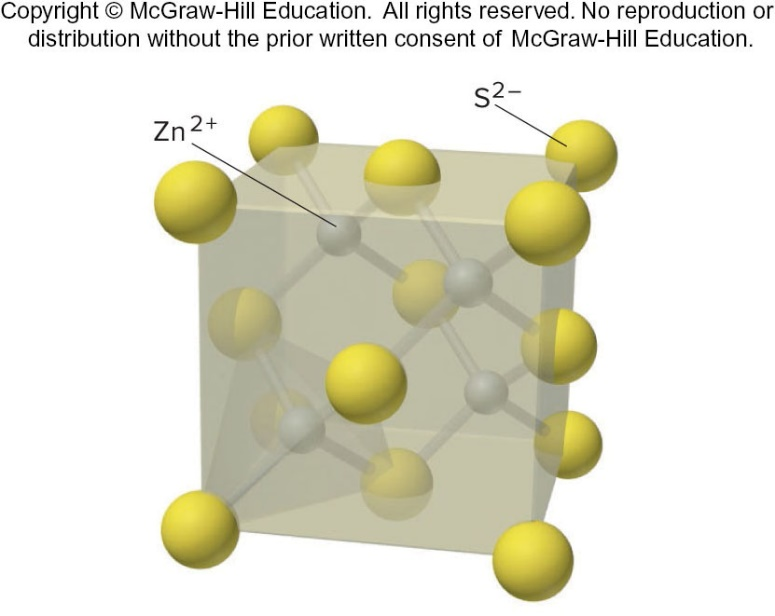 Copyright © McGraw-Hill Education. All rights reserved. No reproduction or
distribution without the prior written consent of McGraw-Hill Education.
S²⁻
Zn²⁺